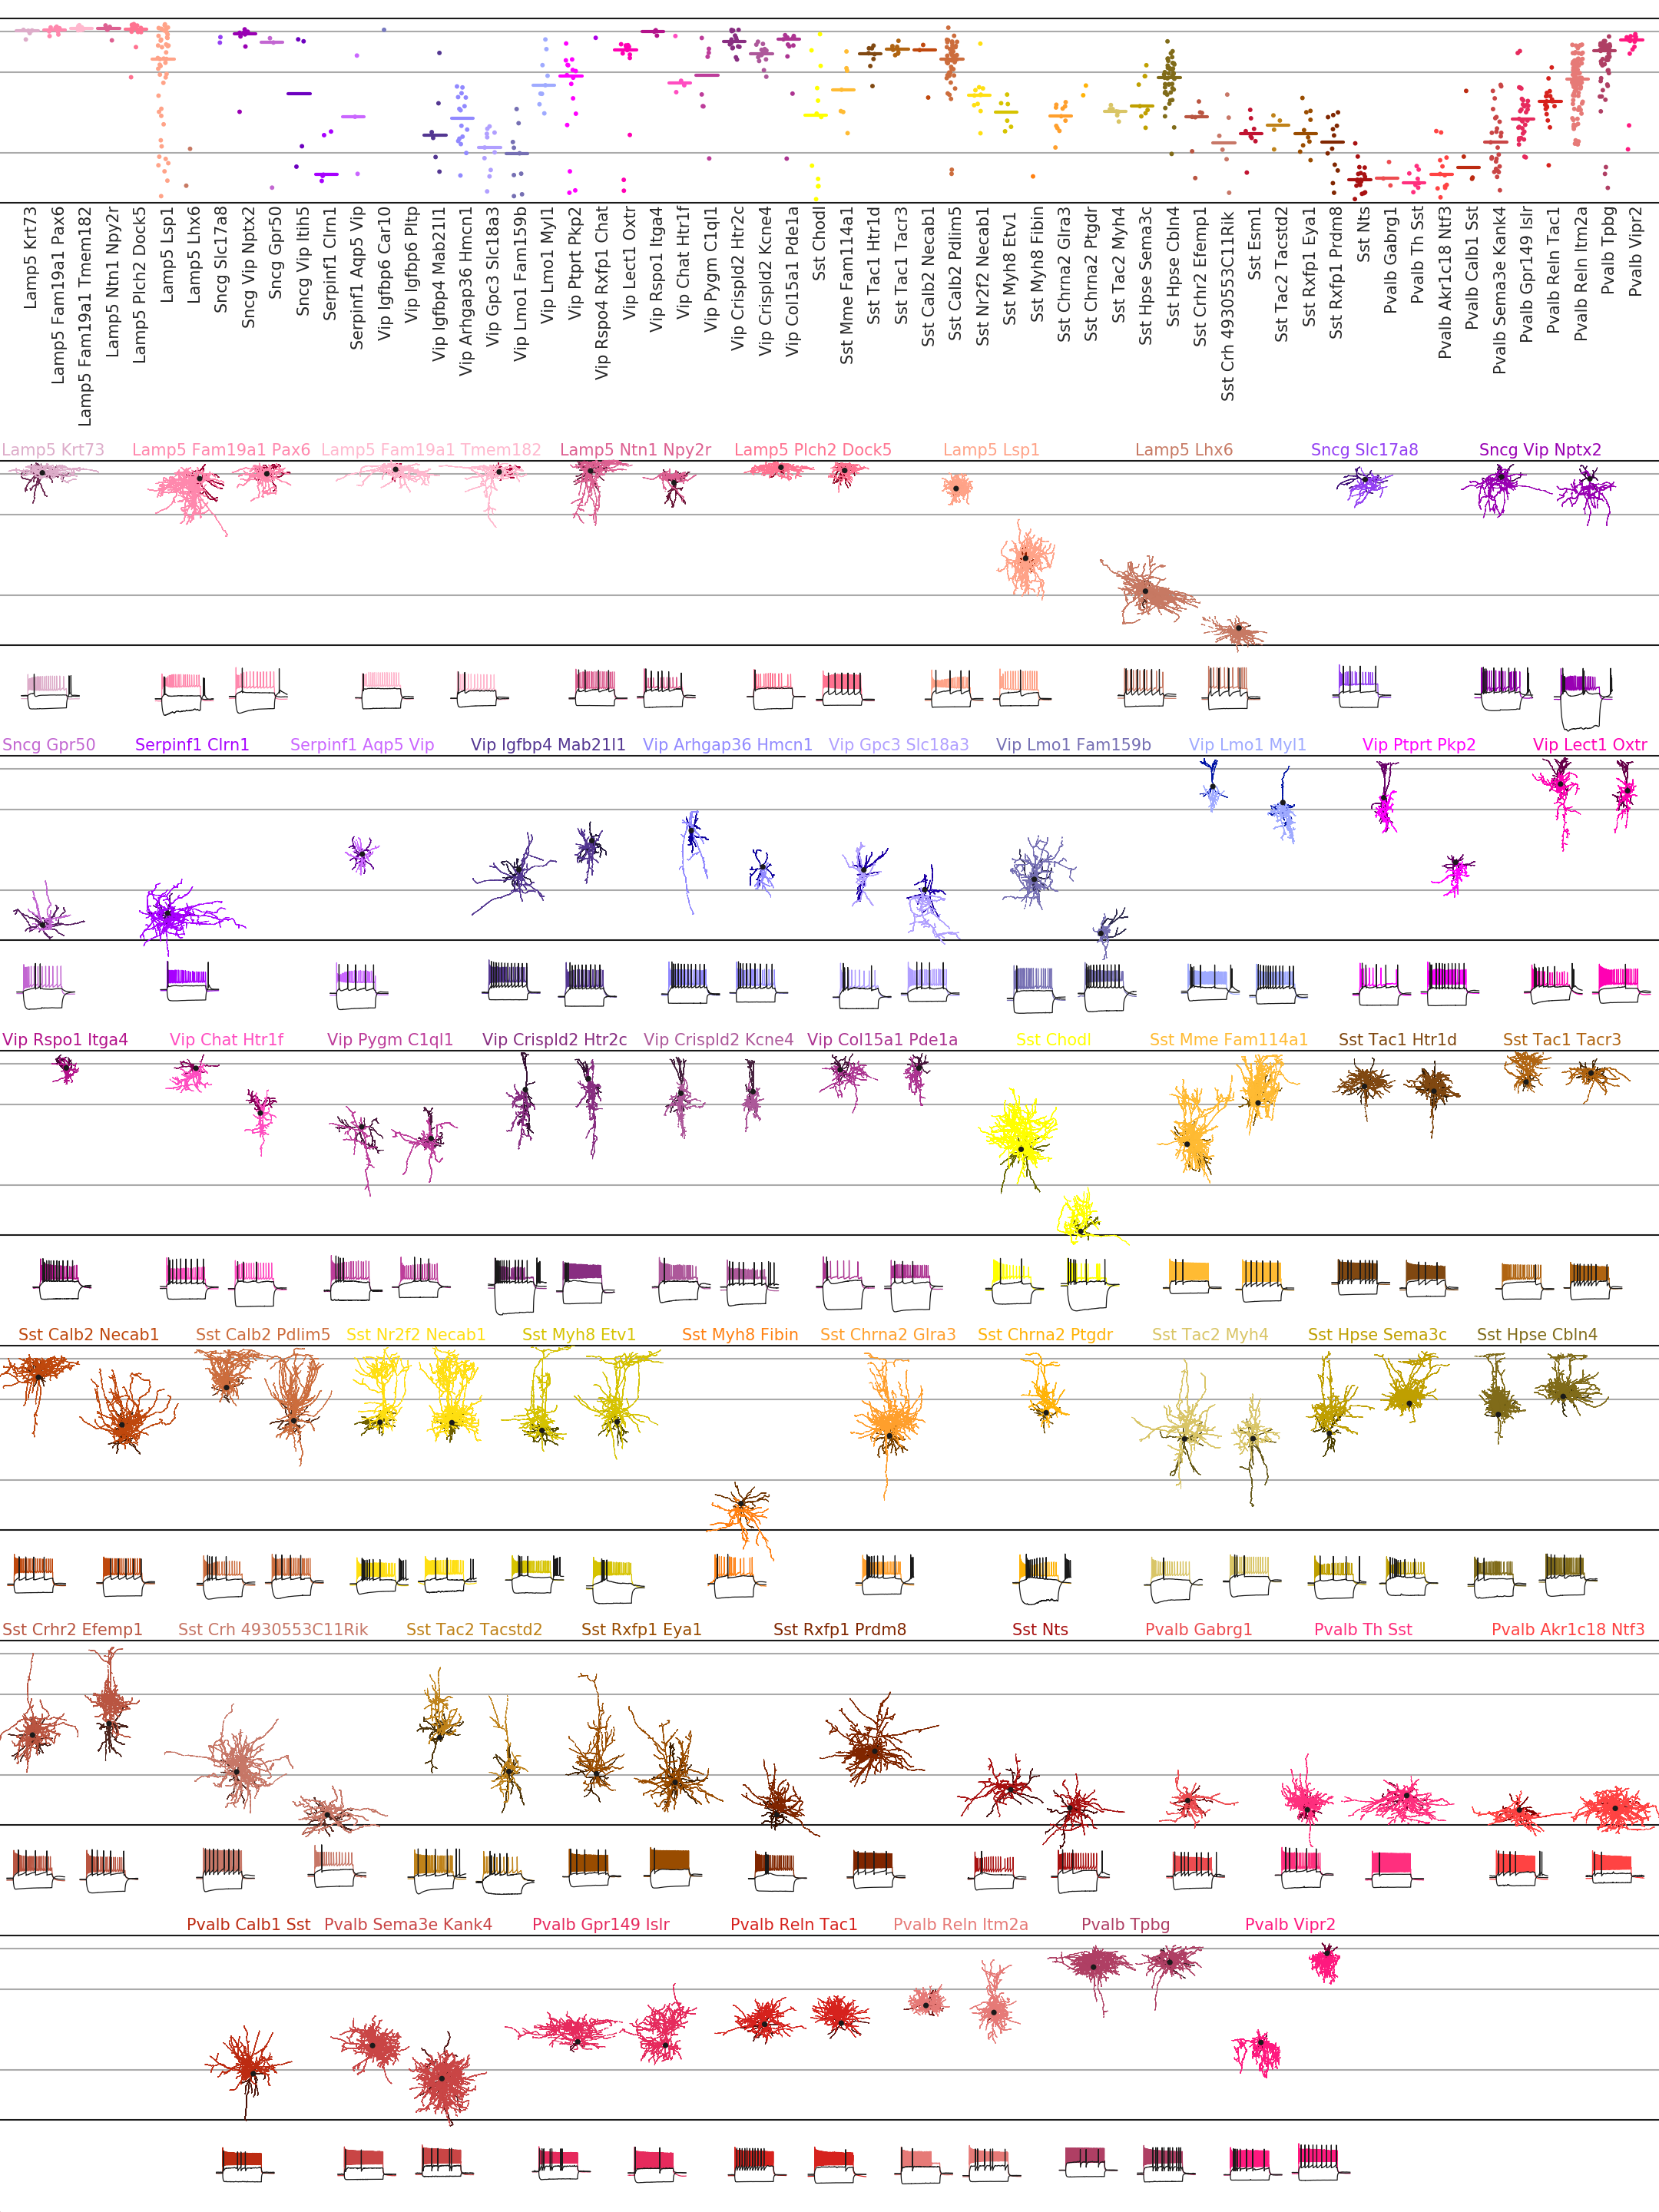 Lamp5 Krt73
Lamp5 Fam19a1 Pax6
Lamp5 Fam19a1 Tmem182
Lamp5 Ntn1 Npy2r
Lamp5 Plch2 Dock5
Lamp5 Lsp1
Lamp5 Lhx6
Sncg Slc17a8
Sncg Vip Nptx2
Sncg Gpr50
Sncg Vip Itih5
Serpinf1 Clrn1
Serpinf1 Aqp5 Vip
Vip Igfbp6 Car10
Vip Igfbp6 Pltp
Vip Igfbp4 Mab21l1
Vip Arhgap36 Hmcn1
Vip Gpc3 Slc18a3
Vip Lmo1 Fam159b
Vip Lmo1 Myl1
Vip Ptprt Pkp2
Vip Rspo4 Rxfp1 Chat
Vip Lect1 Oxtr
Vip Rspo1 Itga4
Vip Chat Htr1f
Vip Pygm C1ql1
Vip Crispld2 Htr2c
Vip Crispld2 Kcne4
Vip Col15a1 Pde1a
Sst Chodl
Sst Mme Fam114a1
Sst Tac1 Htr1d
Sst Tac1 Tacr3
Sst Calb2 Necab1
Sst Calb2 Pdlim5
Sst Nr2f2 Necab1
Sst Myh8 Etv1
Sst Myh8 Fibin
Sst Chrna2 Glra3
Sst Chrna2 Ptgdr
Sst Tac2 Myh4
Sst Hpse Sema3c
Sst Hpse Cbln4
Sst Crhr2 Efemp1
Sst Crh 4930553C11Rik
Sst Esm1
Sst Tac2 Tacstd2
Sst Rxfp1 Eya1
Sst Rxfp1 Prdm8
Sst Nts
Pvalb Gabrg1
Pvalb Th Sst
Pvalb Akr1c18 Ntf3
Pvalb Calb1 Sst
Pvalb Sema3e Kank4
Pvalb Gpr149 Islr
Pvalb Reln Tac1
Pvalb Reln Itm2a
Pvalb Tpbg
Pvalb Vipr2
Lamp5 Krt73 Lamp5 Fam19a1 Pax6 Lamp5 Fam19a1 Tmem182 Lamp5 Ntn1 Npy2r Lamp5 Plch2 Dock5 Lamp5 Lsp1 Lamp5 Lhx6 Sncg Slc17a8 Sncg Vip Nptx2
Sncg Gpr50 Serpinf1 Clrn1 Serpinf1 Aqp5 Vip Vip Igfbp4 Mab21l1 Vip Arhgap36 Hmcn1 Vip Gpc3 Slc18a3 Vip Lmo1 Fam159b Vip Lmo1 Myl1 Vip Ptprt Pkp2 Vip Lect1 Oxtr
Vip Rspo1 Itga4 Vip Chat Htr1f Vip Pygm C1ql1 Vip Crispld2 Htr2c Vip Crispld2 Kcne4 Vip Col15a1 Pde1a Sst Chodl Sst Mme Fam114a1 Sst Tac1 Htr1d Sst Tac1 Tacr3
Sst Calb2 Necab1 Sst Calb2 Pdlim5 Sst Nr2f2 Necab1 Sst Myh8 Etv1 Sst Myh8 Fibin Sst Chrna2 Glra3 Sst Chrna2 Ptgdr Sst Tac2 Myh4 Sst Hpse Sema3c Sst Hpse Cbln4
Sst Crhr2 Efemp1 Sst Crh 4930553C11Rik Sst Tac2 Tacstd2 Sst Rxfp1 Eya1 Sst Rxfp1 Prdm8 Sst Nts Pvalb Gabrg1 Pvalb Th Sst Pvalb Akr1c18 Ntf3
Pvalb Calb1 Sst Pvalb Sema3e Kank4 Pvalb Gpr149 Islr Pvalb Reln Tac1 Pvalb Reln Itm2a Pvalb Tpbg Pvalb Vipr2